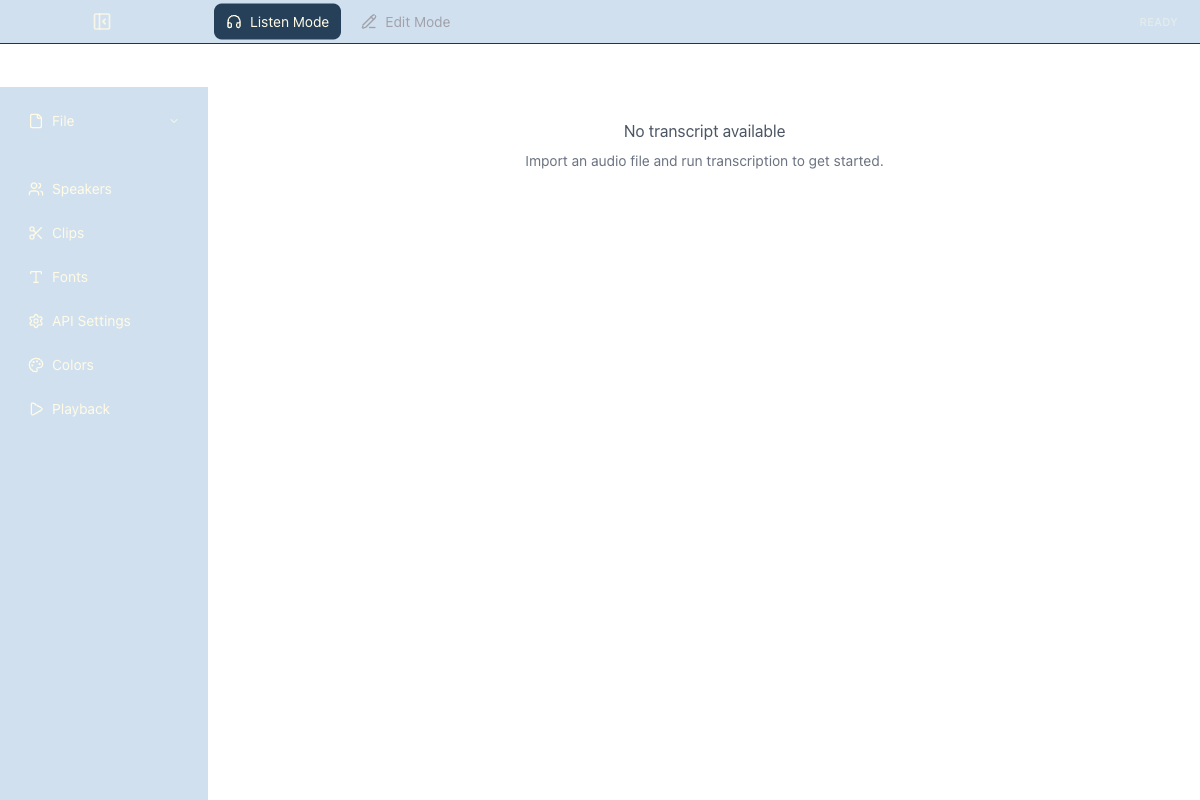 Listen Mode
Edit Mode
READY
File
Speakers
Clips
Fonts
API Settings
Colors
Playback
No transcript available
Import an audio file and run transcription to get started.